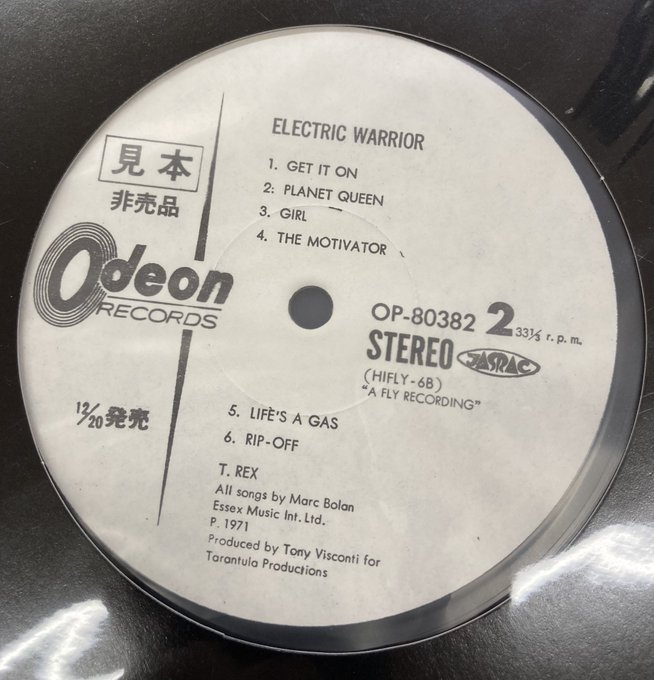 ELECTRIC WARRIOR
見本
非売品
1. GET IT ON
2: PLANET QUEEN
3. GIRL
4. THE MOTIVATOR
Odeon
RECORDS
OP-80382 2 33⅓ r. p. m.
STEREO JASRAC
(HIFLY-6B)
"A FLY RECORDING"
12/20 発売
5. LIFE'S A GAS
6. RIP-OFF
T. REX
All songs by Marc Bolan
Essex Music Int. Ltd.
P. 1971
Produced by Tony Visconti for
Tarantula Productions